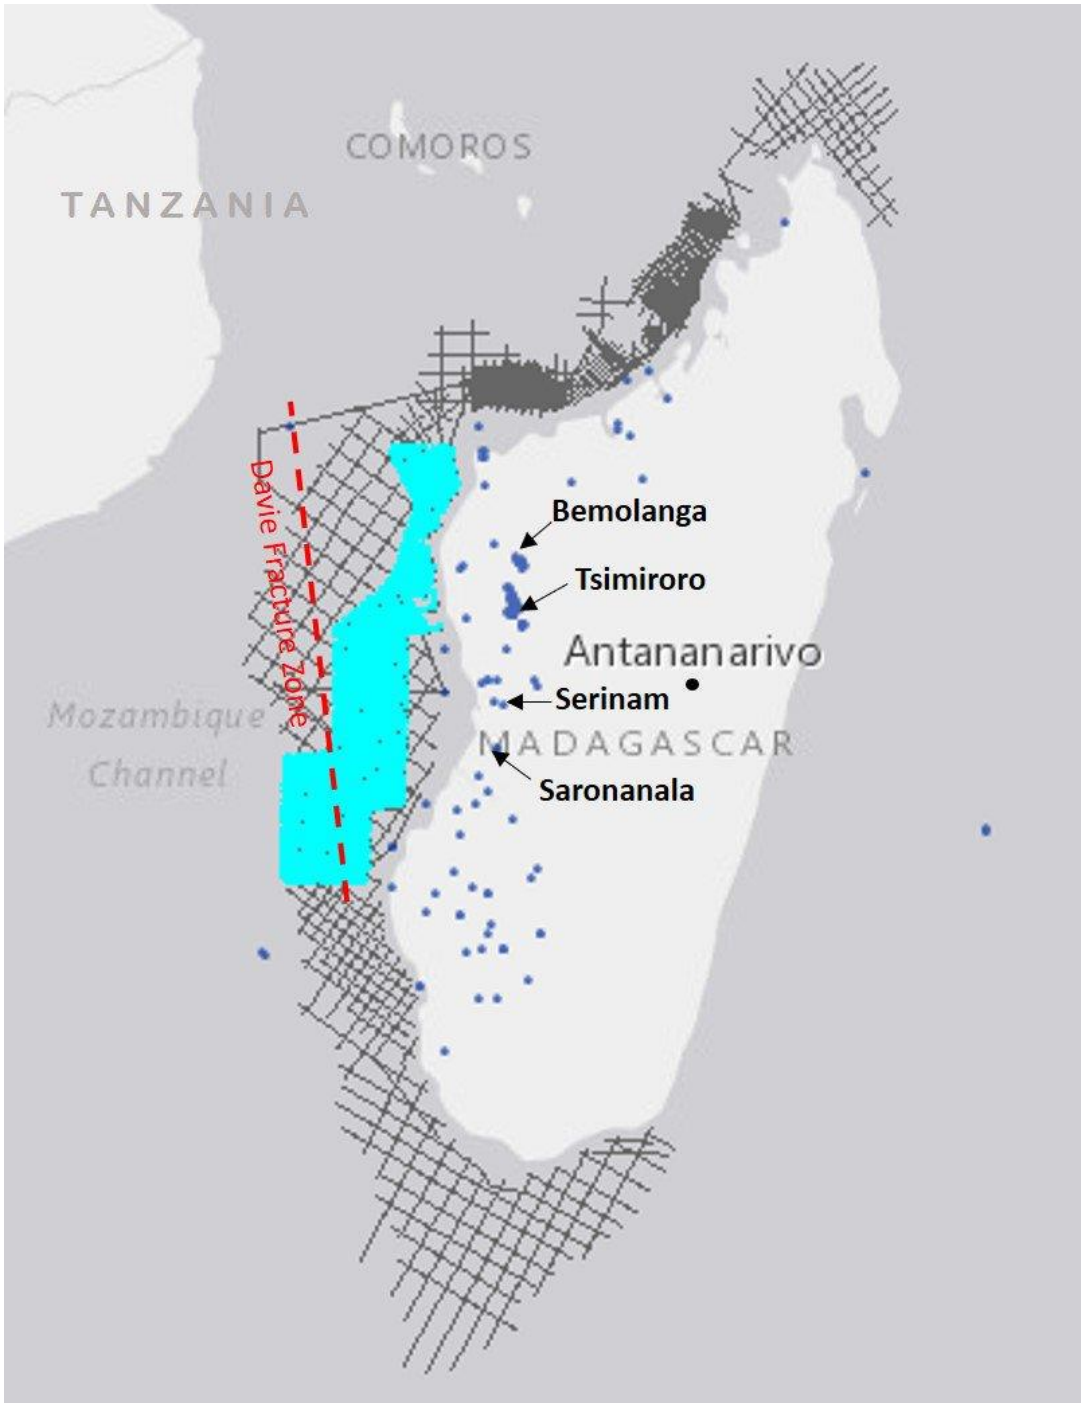 COMOROS
TANZANIA
Davie Fracture Zone
Bemolanga
Tsimiroro
Antananarivo
Serinam
Mozambique
Channel
MADAGASCAR
Saronanala